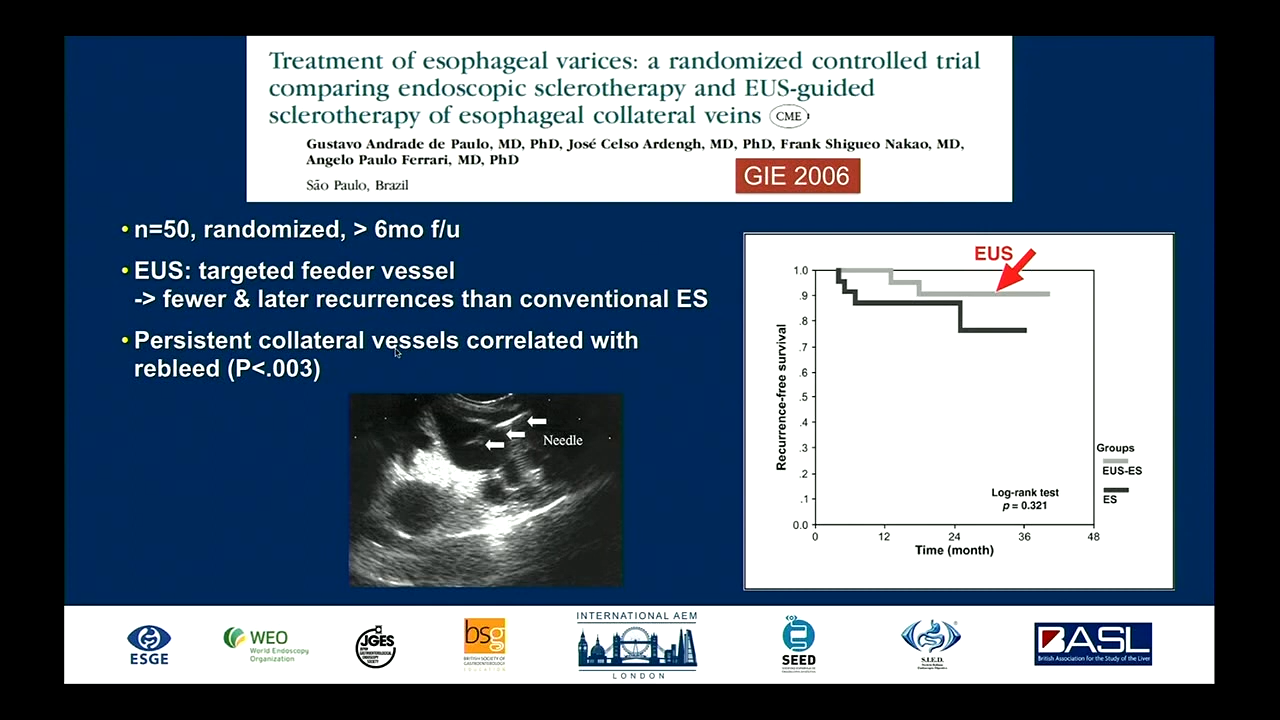 Treatment of esophageal varices: a randomized controlled trial
comparing endoscopic sclerotherapy and EUS-guided
sclerotherapy of esophageal collateral veins CME
Gustavo Andrade de Paulo, MD, PhD, José Celso Ardengh, MD, PhD, Frank Shigueo Nakao, MD,
Angelo Paulo Ferrari, MD, PhD
São Paulo, Brazil
GIE 2006
• n=50, randomized, > 6mo f/u
• EUS: targeted feeder vessel
-> fewer & later recurrences than conventional ES
• Persistent collateral vessels correlated with
rebleed (P<.003)
Needle
EUS
Recurrence-free survival
1.0
.9
.8
.7
.6
.5
.4
.3
.2
.1
0.0
0 12 24 36 48
Time (month)
Log-rank test
p = 0.321
Groups
EUS-ES
ES
ESGE
WEO
World Endoscopy
Organization
JGES
bsg
BRITISH SOCIETY OF
GASTROENTEROLOGY
INTERNATIONAL AEM
LONDON
SEED
S.I.E.D.
BASL
British Association for the Study of the Liver